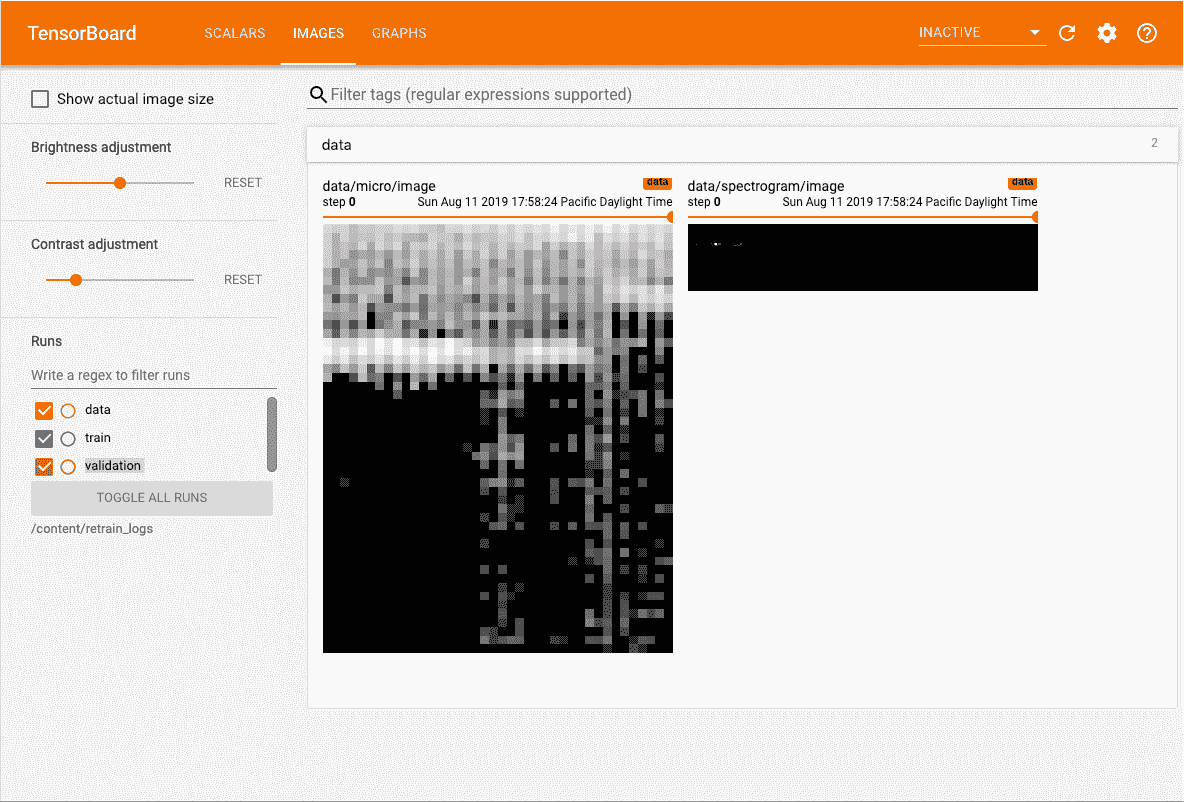 TensorBoard SCALARS IMAGES GRAPHS INACTIVE
Show actual image size
Filter tags (regular expressions supported)
Brightness adjustment
RESET
Contrast adjustment
RESET
Runs
Write a regex to filter runs
data
train
validation
TOGGLE ALL RUNS
/content/retrain_logs
data 2
data/micro/image data
step 0 Sun Aug 11 2019 17:58:24 Pacific Daylight Time
data/spectrogram/image data
step 0 Sun Aug 11 2019 17:58:24 Pacific Daylight Time